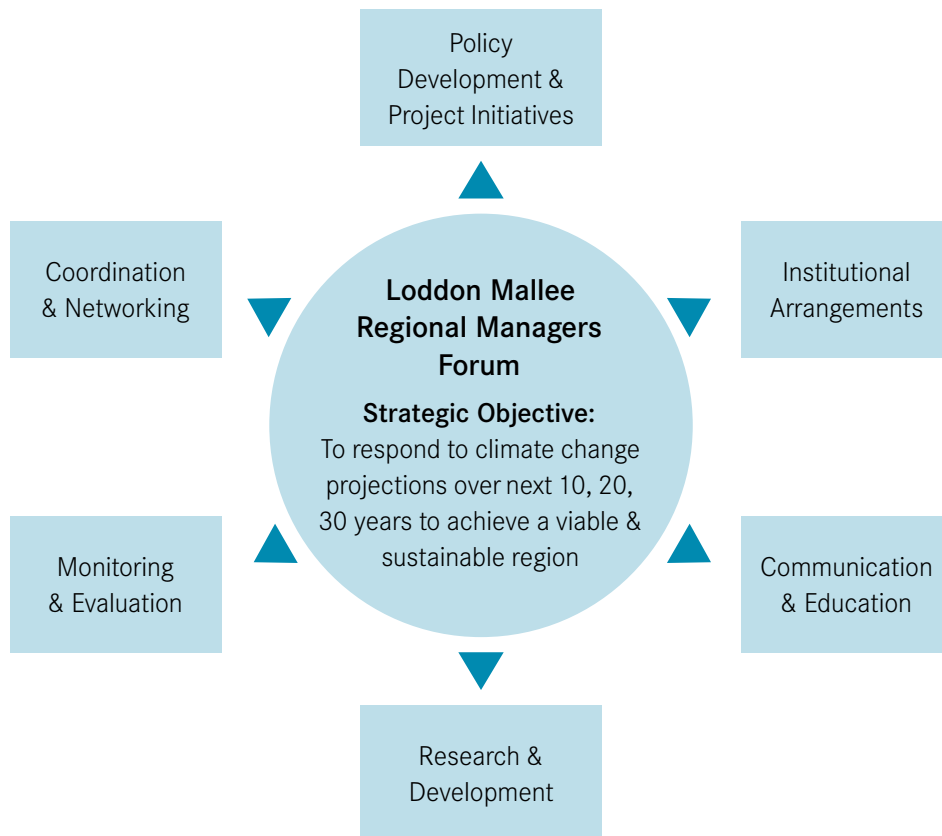 Policy
Development &
Project Initiatives
Coordination
& Networking
Institutional
Arrangements
Loddon Mallee
Regional Managers
Forum
Strategic Objective:
To respond to climate change
projections over next 10, 20,
30 years to achieve a viable &
sustainable region
Monitoring
& Evaluation
Communication
& Education
Research &
Development